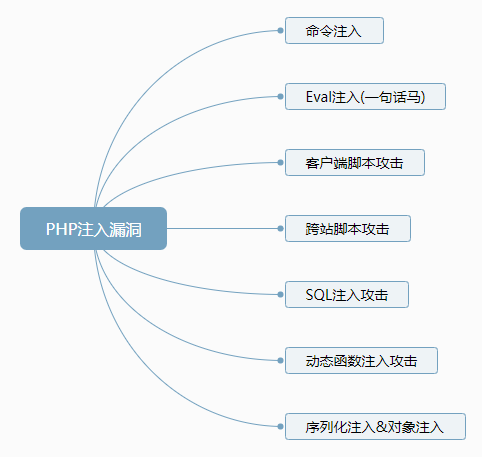 命令注入
Eval注入(一句话马)
客户端脚本攻击
PHP注入漏洞
跨站脚本攻击
SQL注入攻击
动态函数注入攻击
序列化注入&对象注入